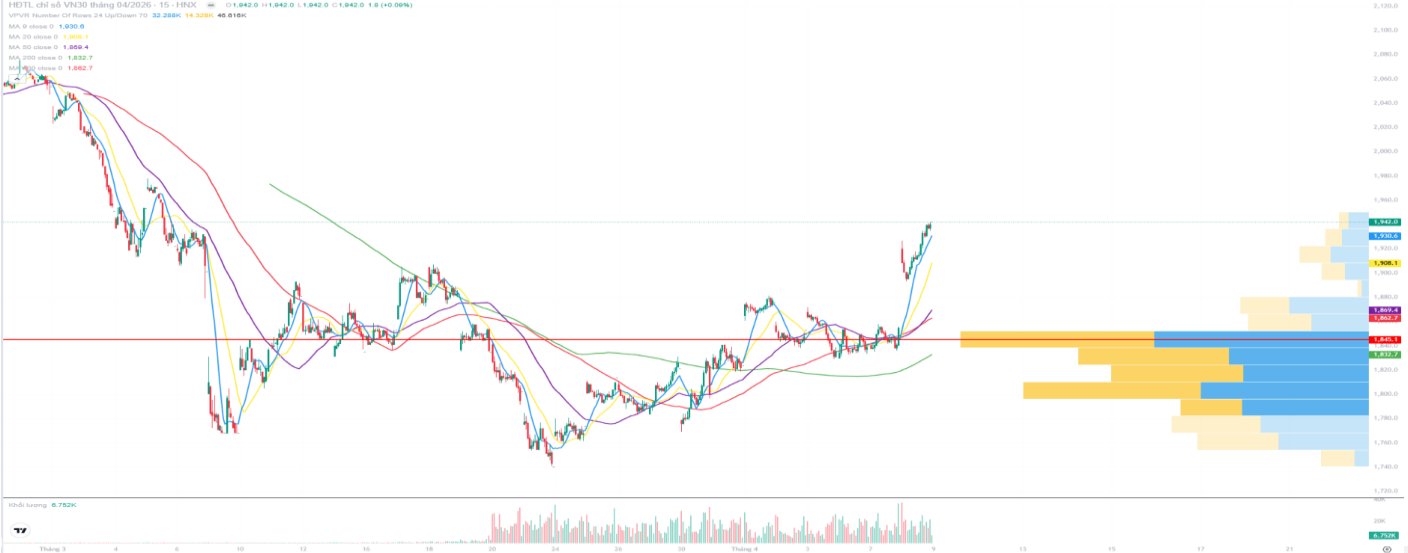 HĐTL chỉ số VN30 tháng 04/2026 · 15 · HNX O1,942.0 H1,942.0 L1,942.0 C1,942.0 1.8 (+0.09%)
VPVR Number Of Rows 24 Up/Down 70 32.288K 14.328K 46.616K
MA 9 close 0 1,930.6
MA 20 close 0 1,908.1
MA 50 close 0 1,869.4
MA 200 close 0 1,832.7
close 0 1,862.7
2,120.0
2,100.0
2,080.0
2,060.0
2,040.0
2,020.0
2,000.0
1,980.0
1,960.0
1,942.0
1,930.6
1,920.0
1,908.1
1,900.0
1,880.0
1,869.4
1,862.7
1,845.1
1,840.0
1,832.7
1,820.0
1,800.0
1,780.0
1,760.0
1,740.0
1,720.0
Khối lượng 6.752K
40K
20K
6.752K
Tháng 3 4 6 10 12 14 16 18 20 24 26 30 Tháng 4 3 7 9 13 15 17 21